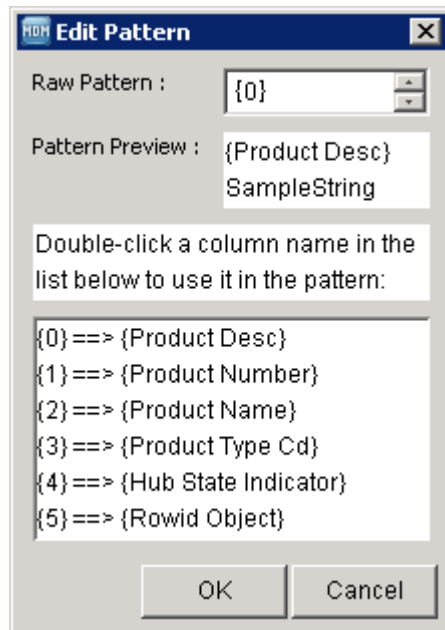 MDM Edit Pattern
Raw Pattern : {0}
Pattern Preview : {Product Desc}
SampleString
Double-click a column name in the
list below to use it in the pattern:
{0} ==> {Product Desc}
{1} ==> {Product Number}
{2} ==> {Product Name}
{3} ==> {Product Type Cd}
{4} ==> {Hub State Indicator}
{5} ==> {Rowid Object}
OK Cancel